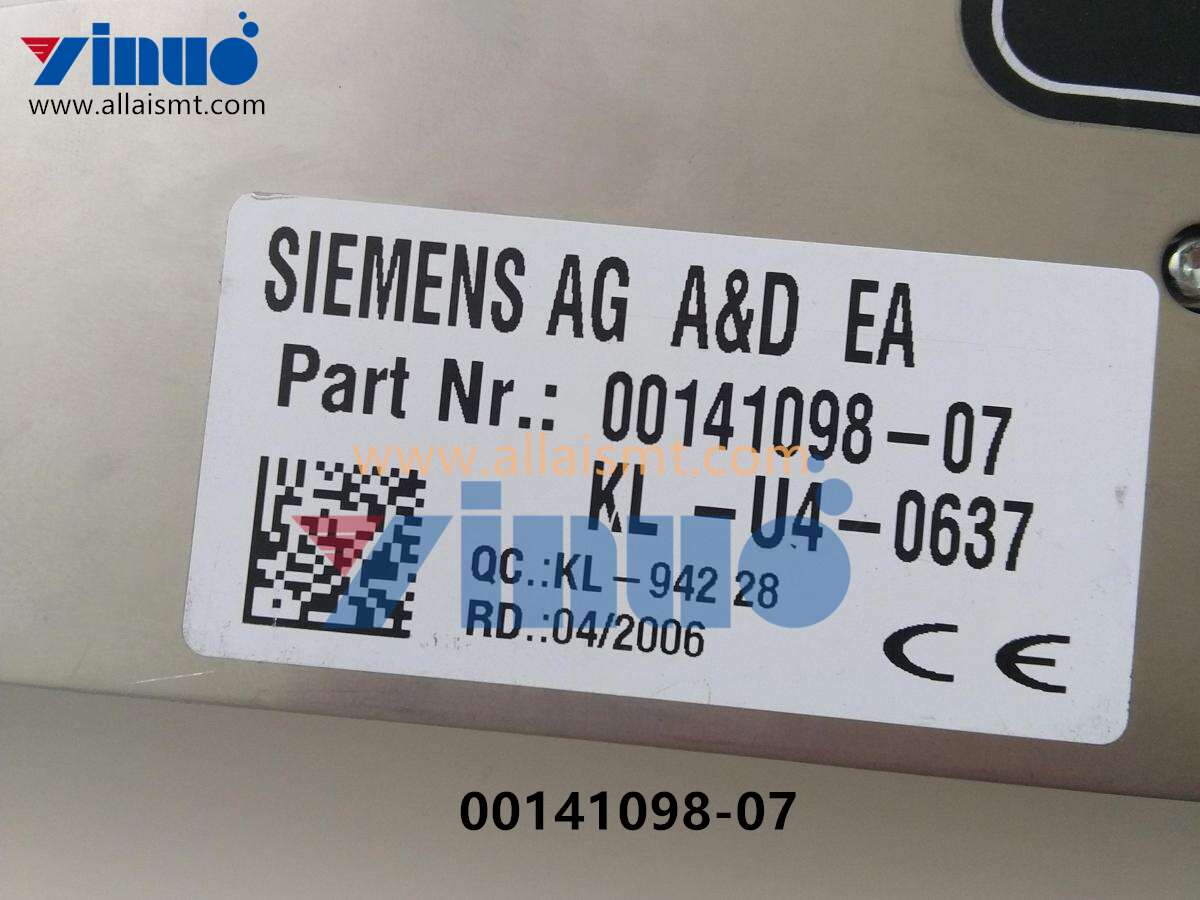 Yinuo
www.allaismt.com
SIEMENS AG A&D EA
Part Nr.: 00141098-07
www.allaismt.com
KL-U4-0637
Yinuo
QC.:KL-942 28
RD.:04/2006
CE
00141098-07